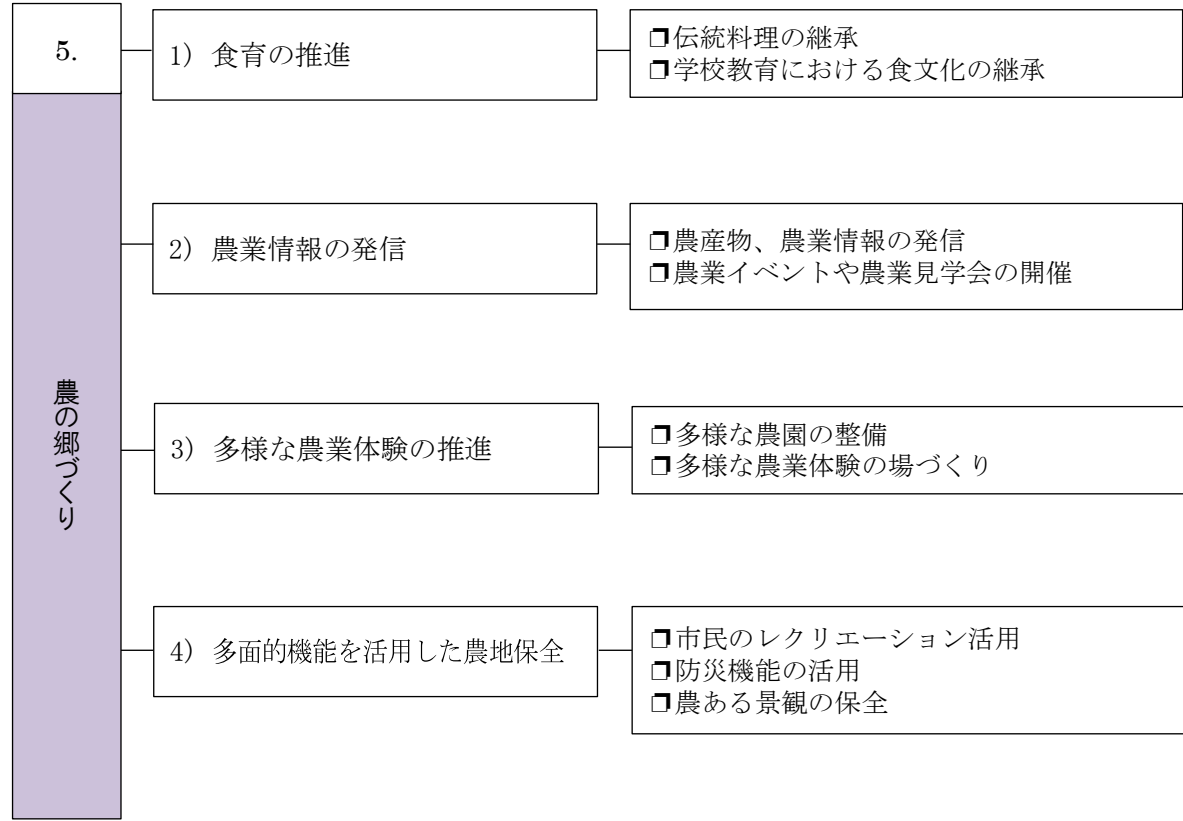 5.
農の郷づくり
1) 食育の推進
❐伝統料理の継承
❐学校教育における食文化の継承
2) 農業情報の発信
❐農産物、農業情報の発信
❐農業イベントや農業見学会の開催
3) 多様な農業体験の推進
❐多様な農園の整備
❐多様な農業体験の場づくり
4) 多面的機能を活用した農地保全
❐市民のレクリエーション活用
❐防災機能の活用
❐農ある景観の保全